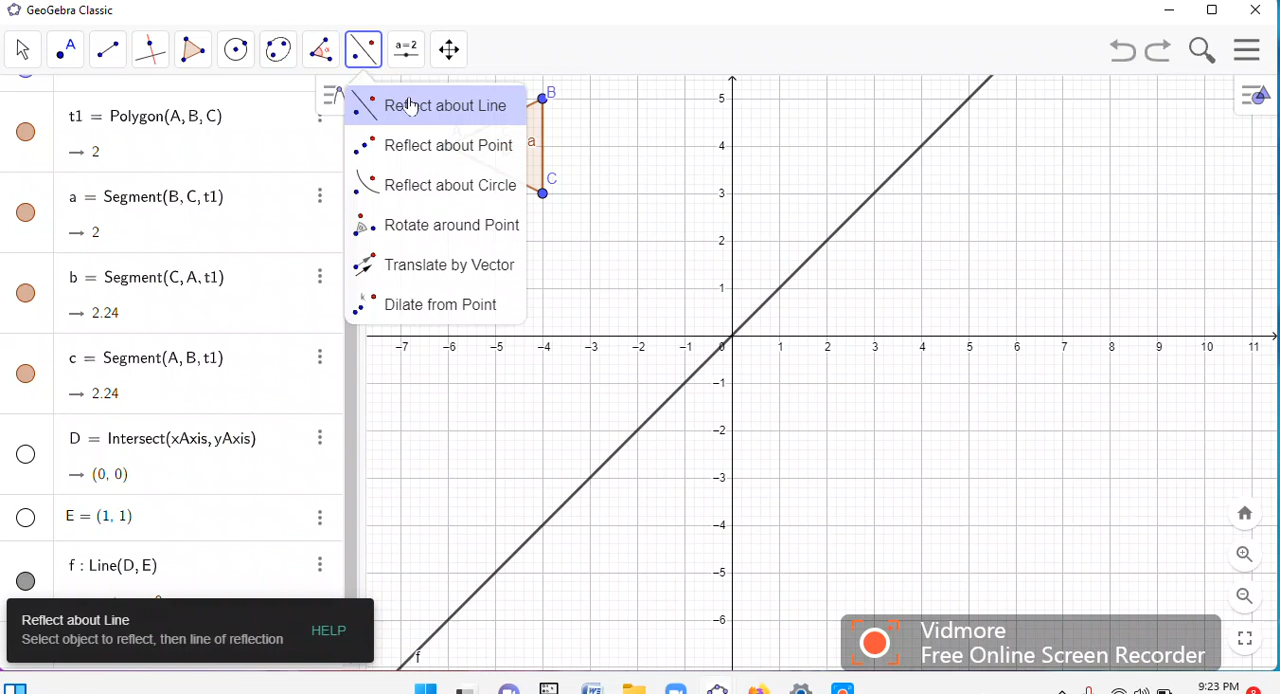 GeoGebra Classic
A
a=2
t1 = Polygon(A, B, C)
→ 2
a = Segment(B, C, t1)
→ 2
b = Segment(C, A, t1)
→ 2.24
c = Segment(A, B, t1)
→ 2.24
D = Intersect(xAxis, yAxis)
→ (0, 0)
E = (1, 1)
f : Line(D, E)
Reflect about Line
Select object to reflect, then line of reflection
HELP
Reflect about Line
Reflect about Point
Reflect about Circle
Rotate around Point
Translate by Vector
k
Dilate from Point
B
a
C
5
4
3
2
1
−7 −6 −5 −4 −3 −2 −1 0 1 2 3 4 5 6 7 8 9 10 11
−1
−2
−3
−4
−5
−6
f
Vidmore
Free Online Screen Recorder
9:23 PM